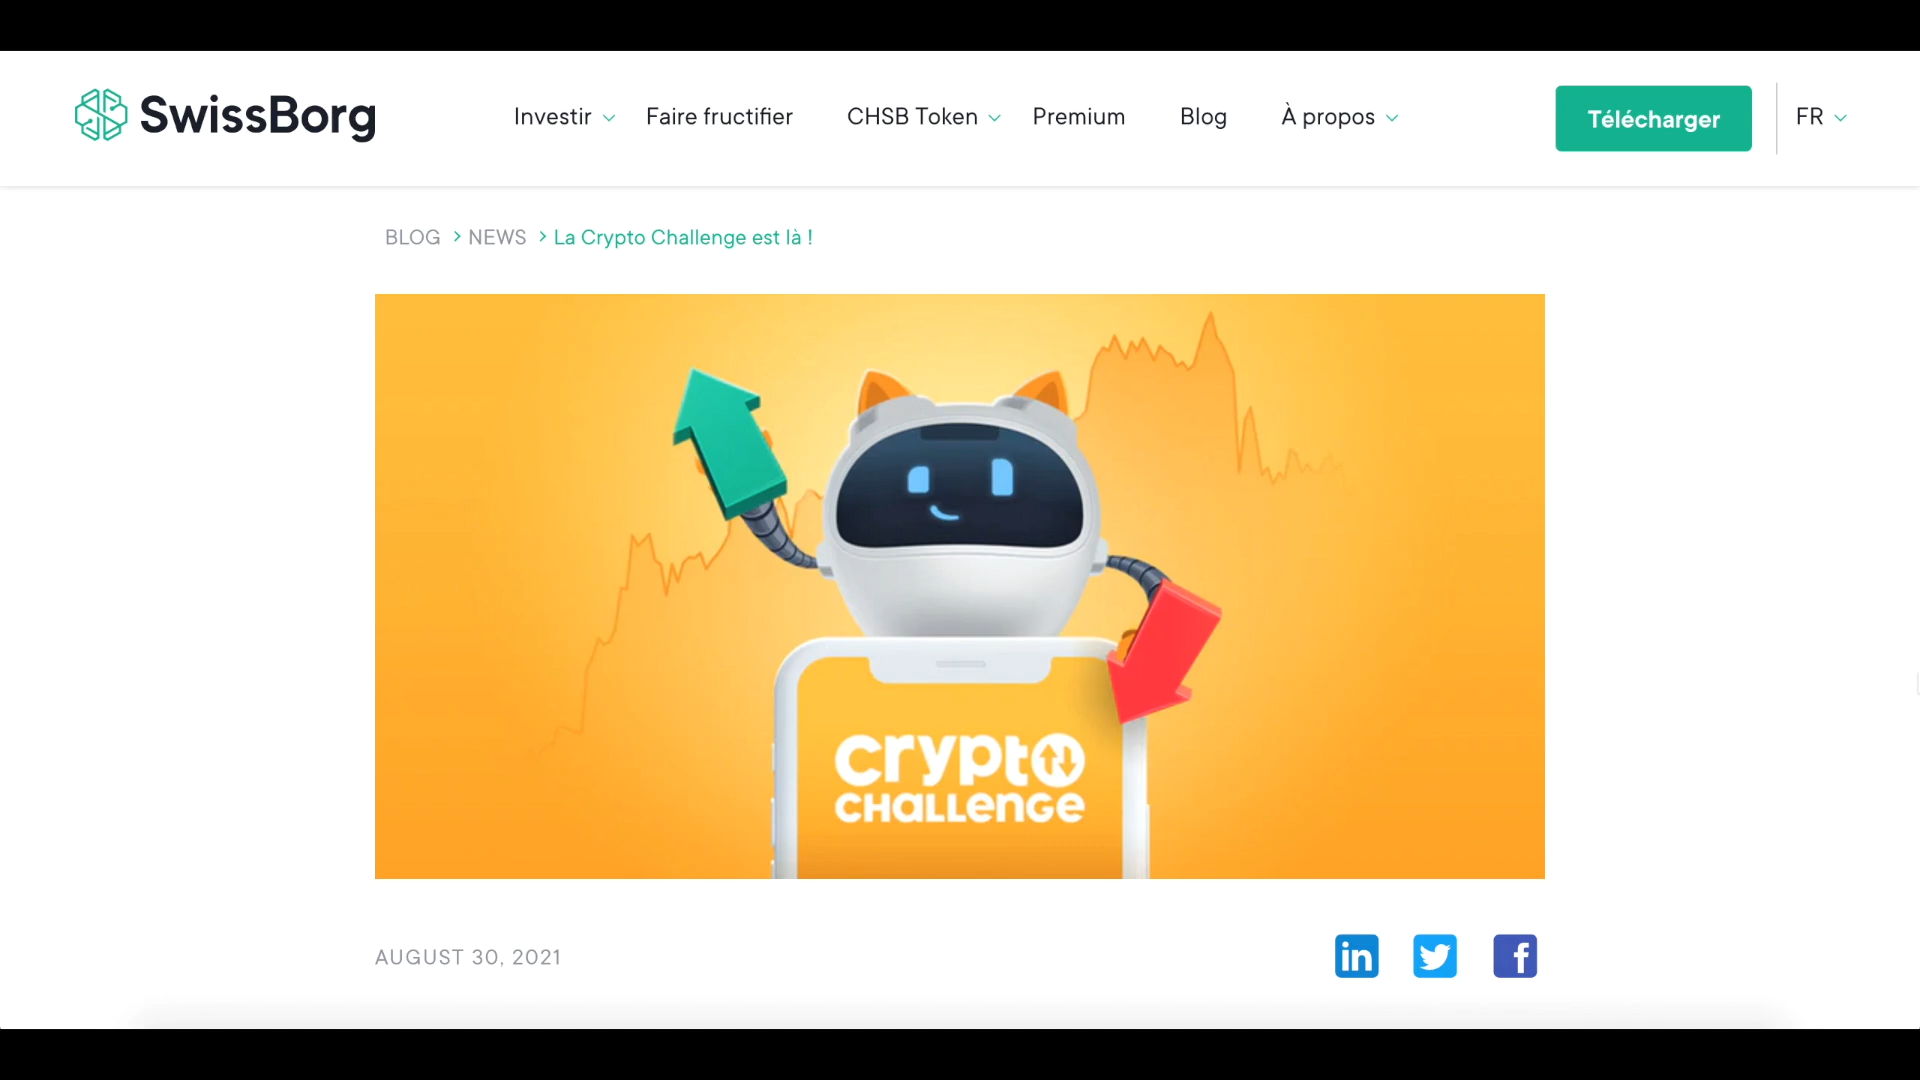 SwissBorg
Investir
Faire fructifier
CHSB Token
Premium
Blog
À propos
Télécharger
FR
BLOG > NEWS > La Crypto Challenge est là !
crypto
CHALLENGE
AUGUST 30, 2021
in
f